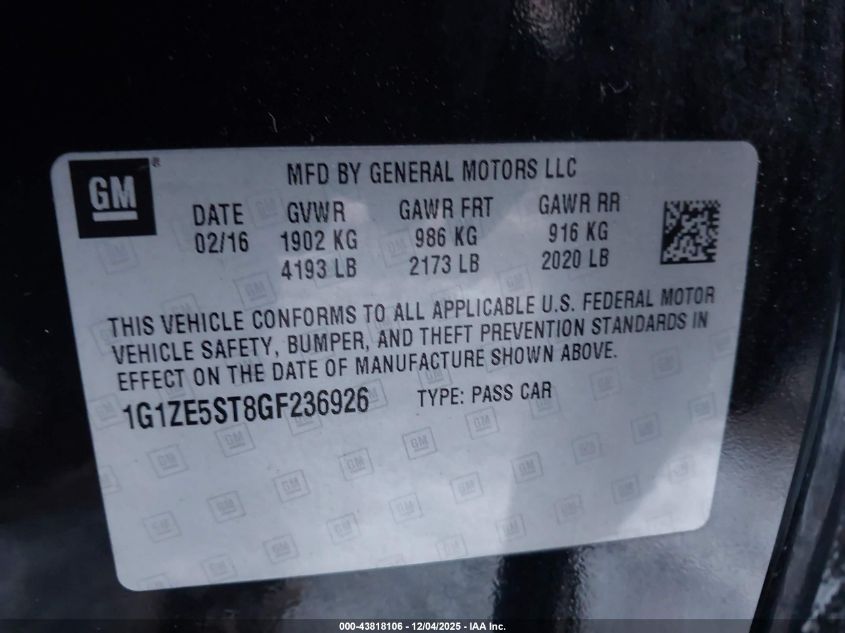 GM
®
MFD BY GENERAL MOTORS LLC
DATE GVWR GAWR FRT GAWR RR
02/16 1902 KG 986 KG 916 KG
4193 LB 2173 LB 2020 LB
THIS VEHICLE CONFORMS TO ALL APPLICABLE U.S. FEDERAL MOTOR
VEHICLE SAFETY, BUMPER, AND THEFT PREVENTION STANDARDS IN
EFFECT ON THE DATE OF MANUFACTURE SHOWN ABOVE.
1G1ZE5ST8GF236926 TYPE: PASS CAR
000-43818106 - 12/04/2025 - IAA Inc.